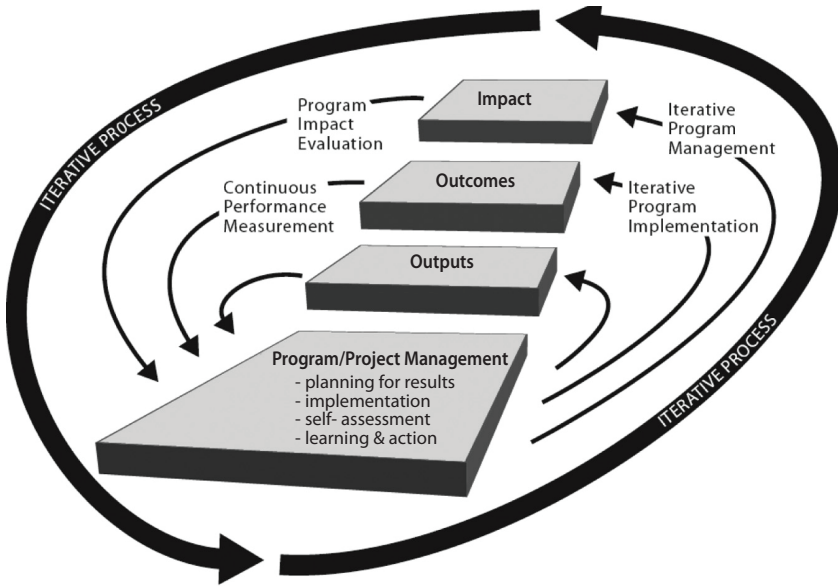 Impact
Program
Impact
Evaluation
Iterative
Program
Management
Outcomes
Continuous
Performance
Measurement
Iterative
Program
Implementation
Outputs
Program/Project Management
- planning for results
- implementation
- self- assessment
- learning & action
ITERATIVE PROCESS
ITERATIVE PROCESS